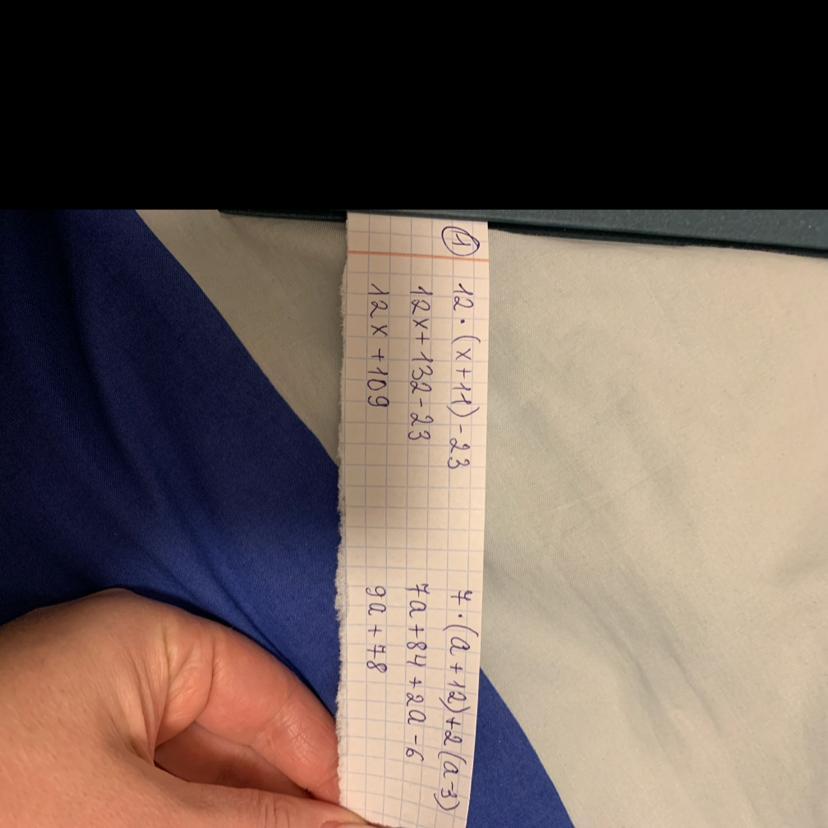 ① 12·(x+11)-23
12x+132-23
12x+109
7·(a+12)+2(a-3)
7a+84+2a-6
9a+78